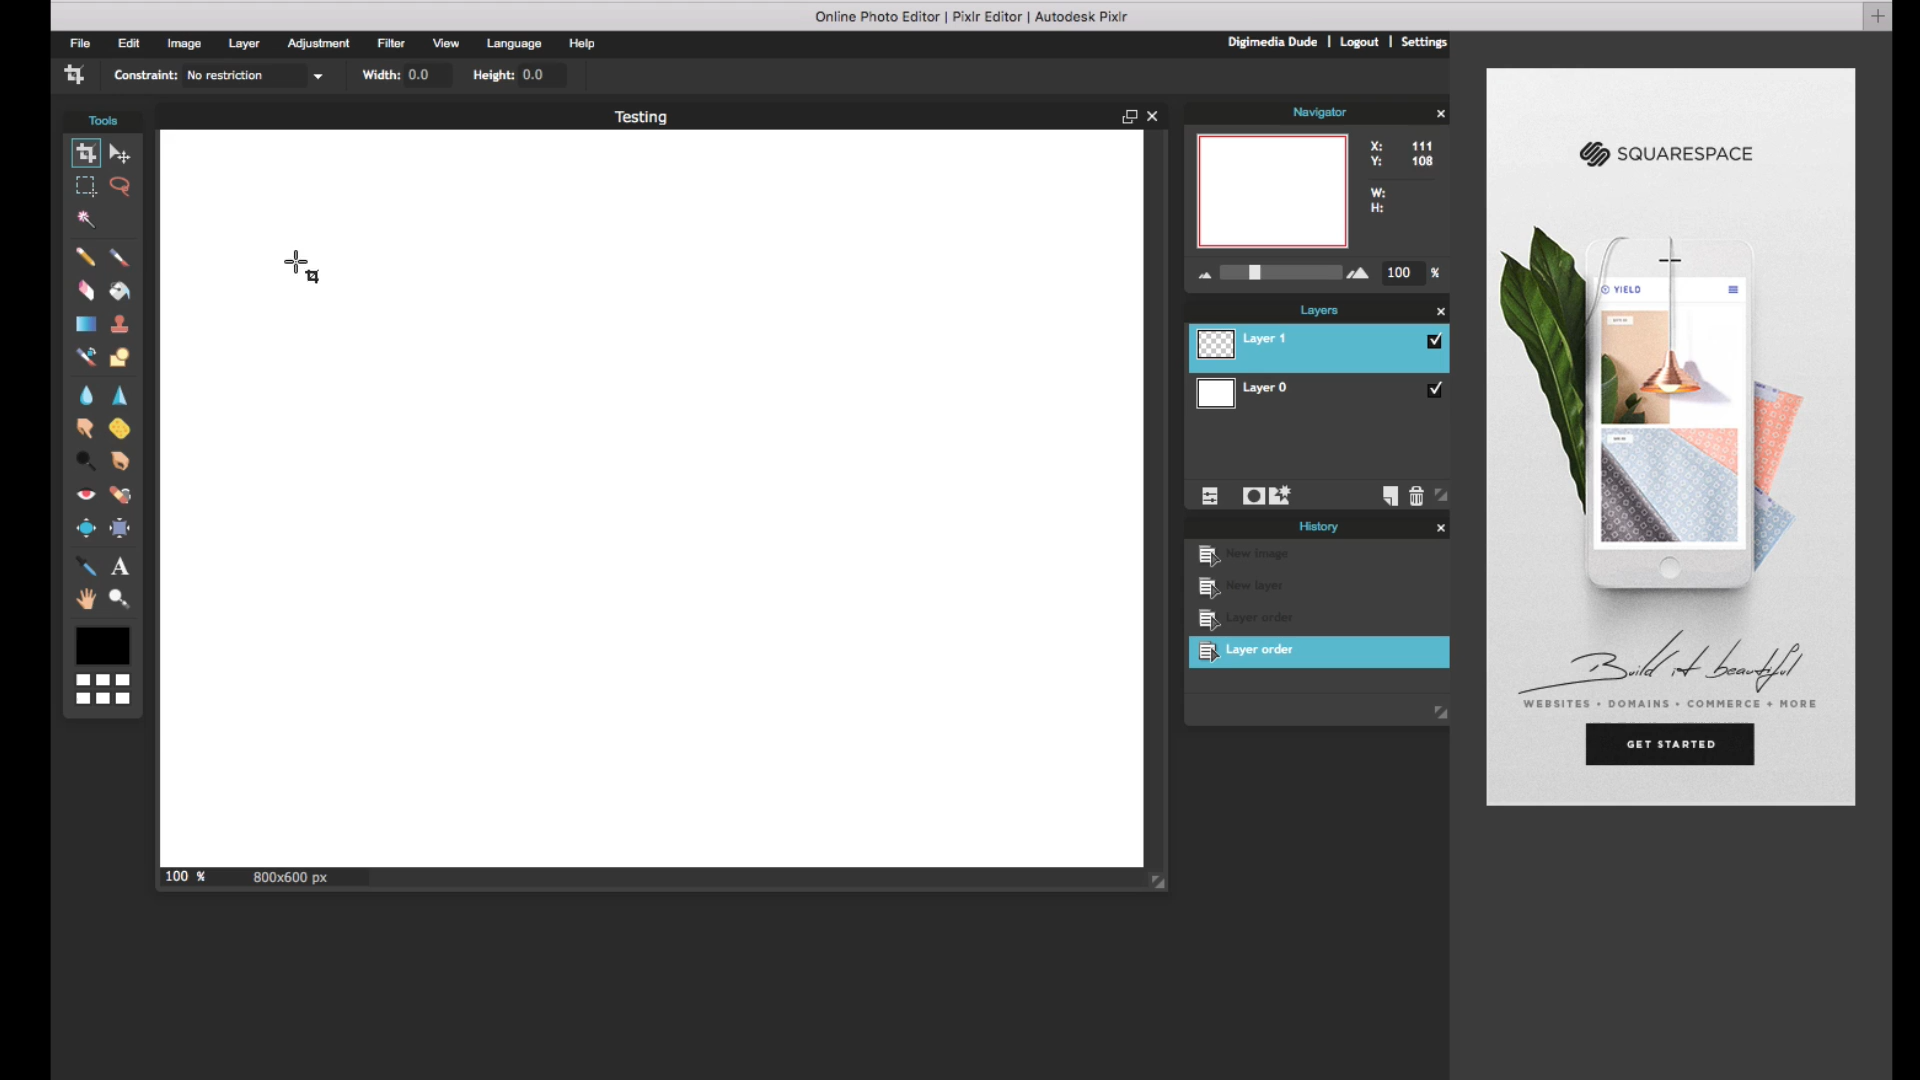 Online Photo Editor | Pixlr Editor | Autodesk Pixlr
File Edit Image Layer Adjustment Filter View Language Help
Digimedia Dude | Logout | Settings
Constraint: No restriction Width: 0.0 Height: 0.0
Tools
Testing
Navigator
X: 111
Y: 108
W:
H:
100 %
Layers
Layer 1
Layer 0
History
New image
New layer
Layer order
Layer order
100 % 800x600 px
SQUARESPACE
YIELD
Build it beautiful
WEBSITES • DOMAINS • COMMERCE + MORE
GET STARTED